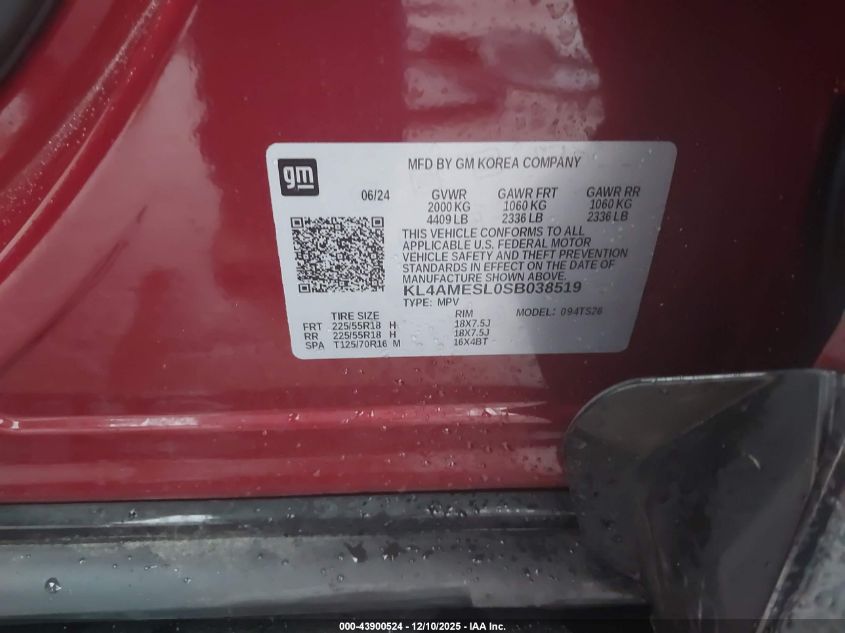 gm
MFD BY GM KOREA COMPANY
06/24 GVWR GAWR FRT GAWR RR
2000 KG 1060 KG 1060 KG
4409 LB 2336 LB 2336 LB
THIS VEHICLE CONFORMS TO ALL
APPLICABLE U.S. FEDERAL MOTOR
VEHICLE SAFETY AND THEFT PREVENTION
STANDARDS IN EFFECT ON THE DATE OF
MANUFACTURE SHOWN ABOVE.
KL4AMESL0SB038519
TYPE: MPV
TIRE SIZE RIM MODEL: 094TS26
FRT 225/55R18 H 18X7.5J
RR 225/55R18 H 18X7.5J
SPA T125/70R16 M 16X4BT
000-43900524 — 12/10/2025 - IAA Inc.